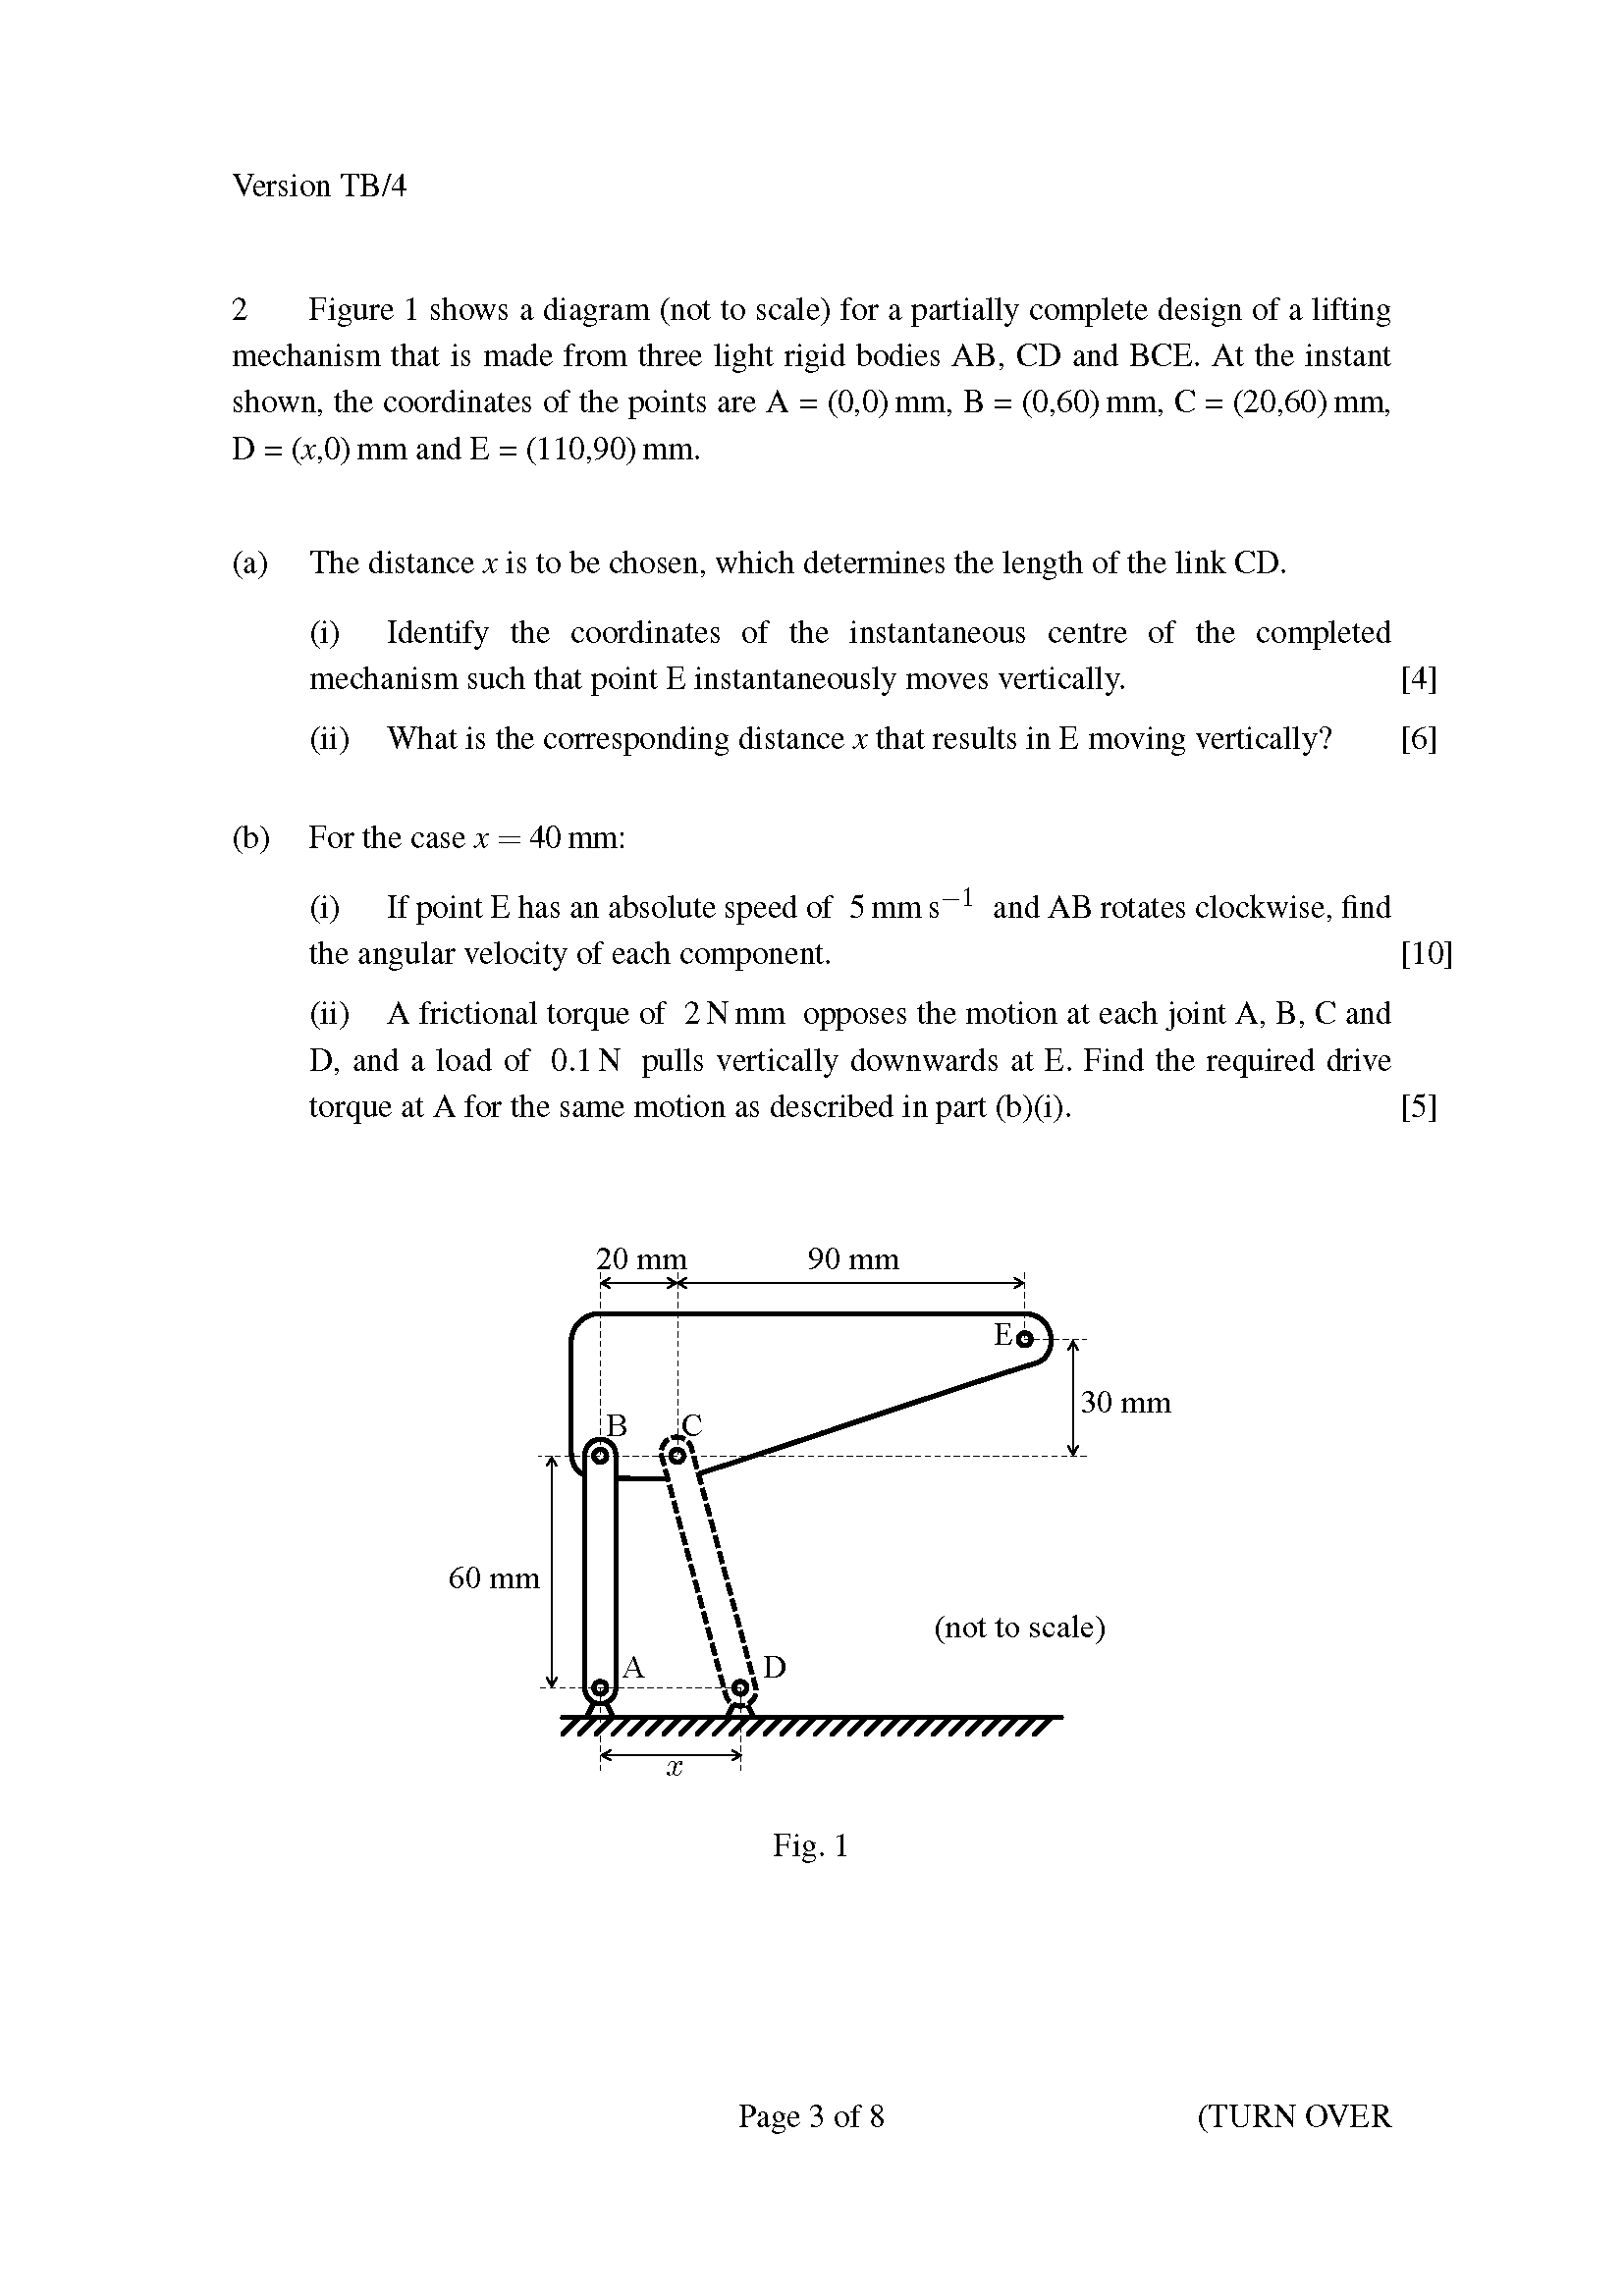 Version TB/4
2 Figure 1 shows a diagram (not to scale) for a partially complete design of a lifting
mechanism that is made from three light rigid bodies AB, CD and BCE. At the instant
shown, the coordinates of the points are A = (0,0) mm, B = (0,60) mm, C = (20,60) mm,
D = (x,0) mm and E = (110,90) mm.
(a) The distance x is to be chosen, which determines the length of the link CD.
(i) Identify the coordinates of the instantaneous centre of the completed
mechanism such that point E instantaneously moves vertically. [4]
(ii) What is the corresponding distance x that results in E moving vertically? [6]
(b) For the case x = 40 mm:
(i) If point E has an absolute speed of 5 mm s⁻¹ and AB rotates clockwise, find
the angular velocity of each component. [10]
(ii) A frictional torque of 2 N mm opposes the motion at each joint A, B, C and
D, and a load of 0.1 N pulls vertically downwards at E. Find the required drive
torque at A for the same motion as described in part (b)(i). [5]
20 mm 90 mm
E
30 mm
B C
60 mm
(not to scale)
A D
x
Fig. 1
Page 3 of 8 (TURN OVER